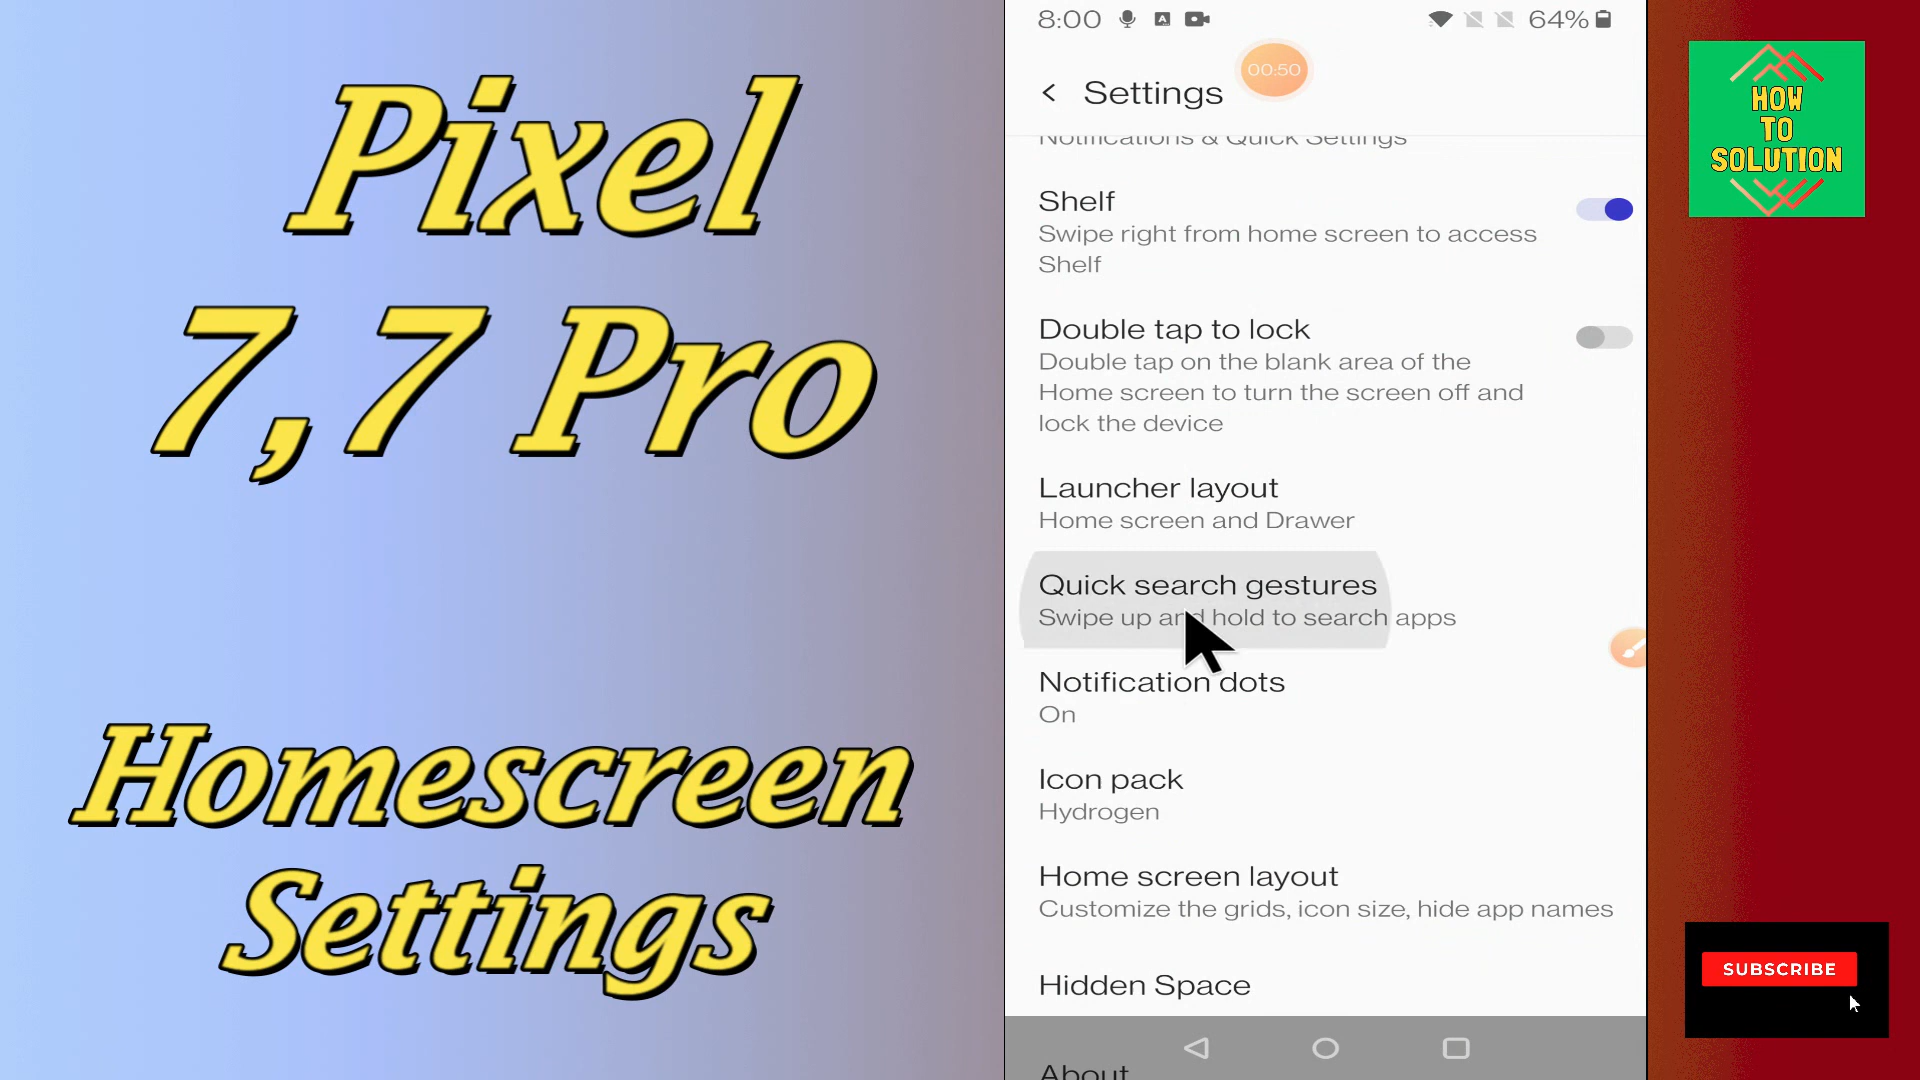 Pixel
7,7 Pro
Homescreen
Settings
8:00
64%
00:50
Settings
Notifications & Quick Settings
Shelf
Swipe right from home screen to access
Shelf
Double tap to lock
Double tap on the blank area of the
Home screen to turn the screen off and
lock the device
Launcher layout
Home screen and Drawer
Quick search gestures
Swipe up and hold to search apps
Notification dots
On
Icon pack
Hydrogen
Home screen layout
Customize the grids, icon size, hide app names
Hidden Space
About
HOW
TO
SOLUTION
SUBSCRIBE